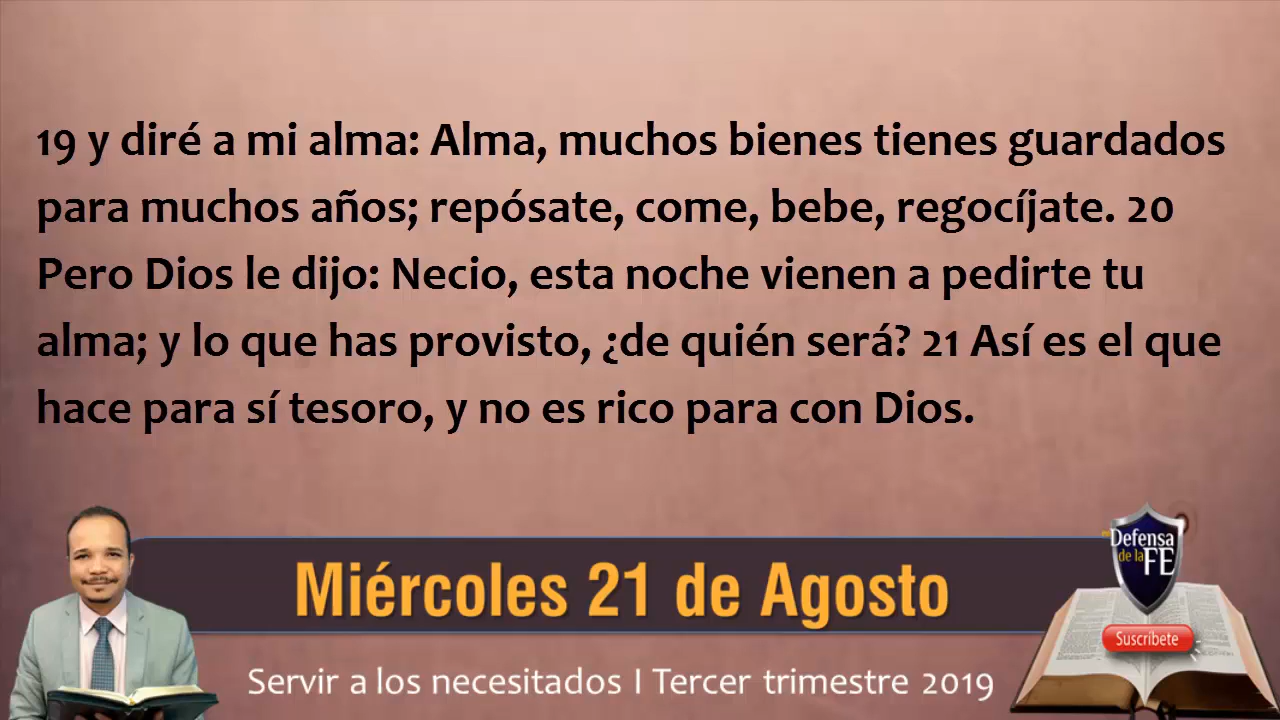 19 y diré a mi alma: Alma, muchos bienes tienes guardados
para muchos años; repósate, come, bebe, regocíjate. 20
Pero Dios le dijo: Necio, esta noche vienen a pedirte tu
alma; y lo que has provisto, ¿de quién será? 21 Así es el que
hace para sí tesoro, y no es rico para con Dios.
Defensa
de la FE
Miércoles 21 de Agosto
Suscríbete
Servir a los necesitados I Tercer trimestre 2019